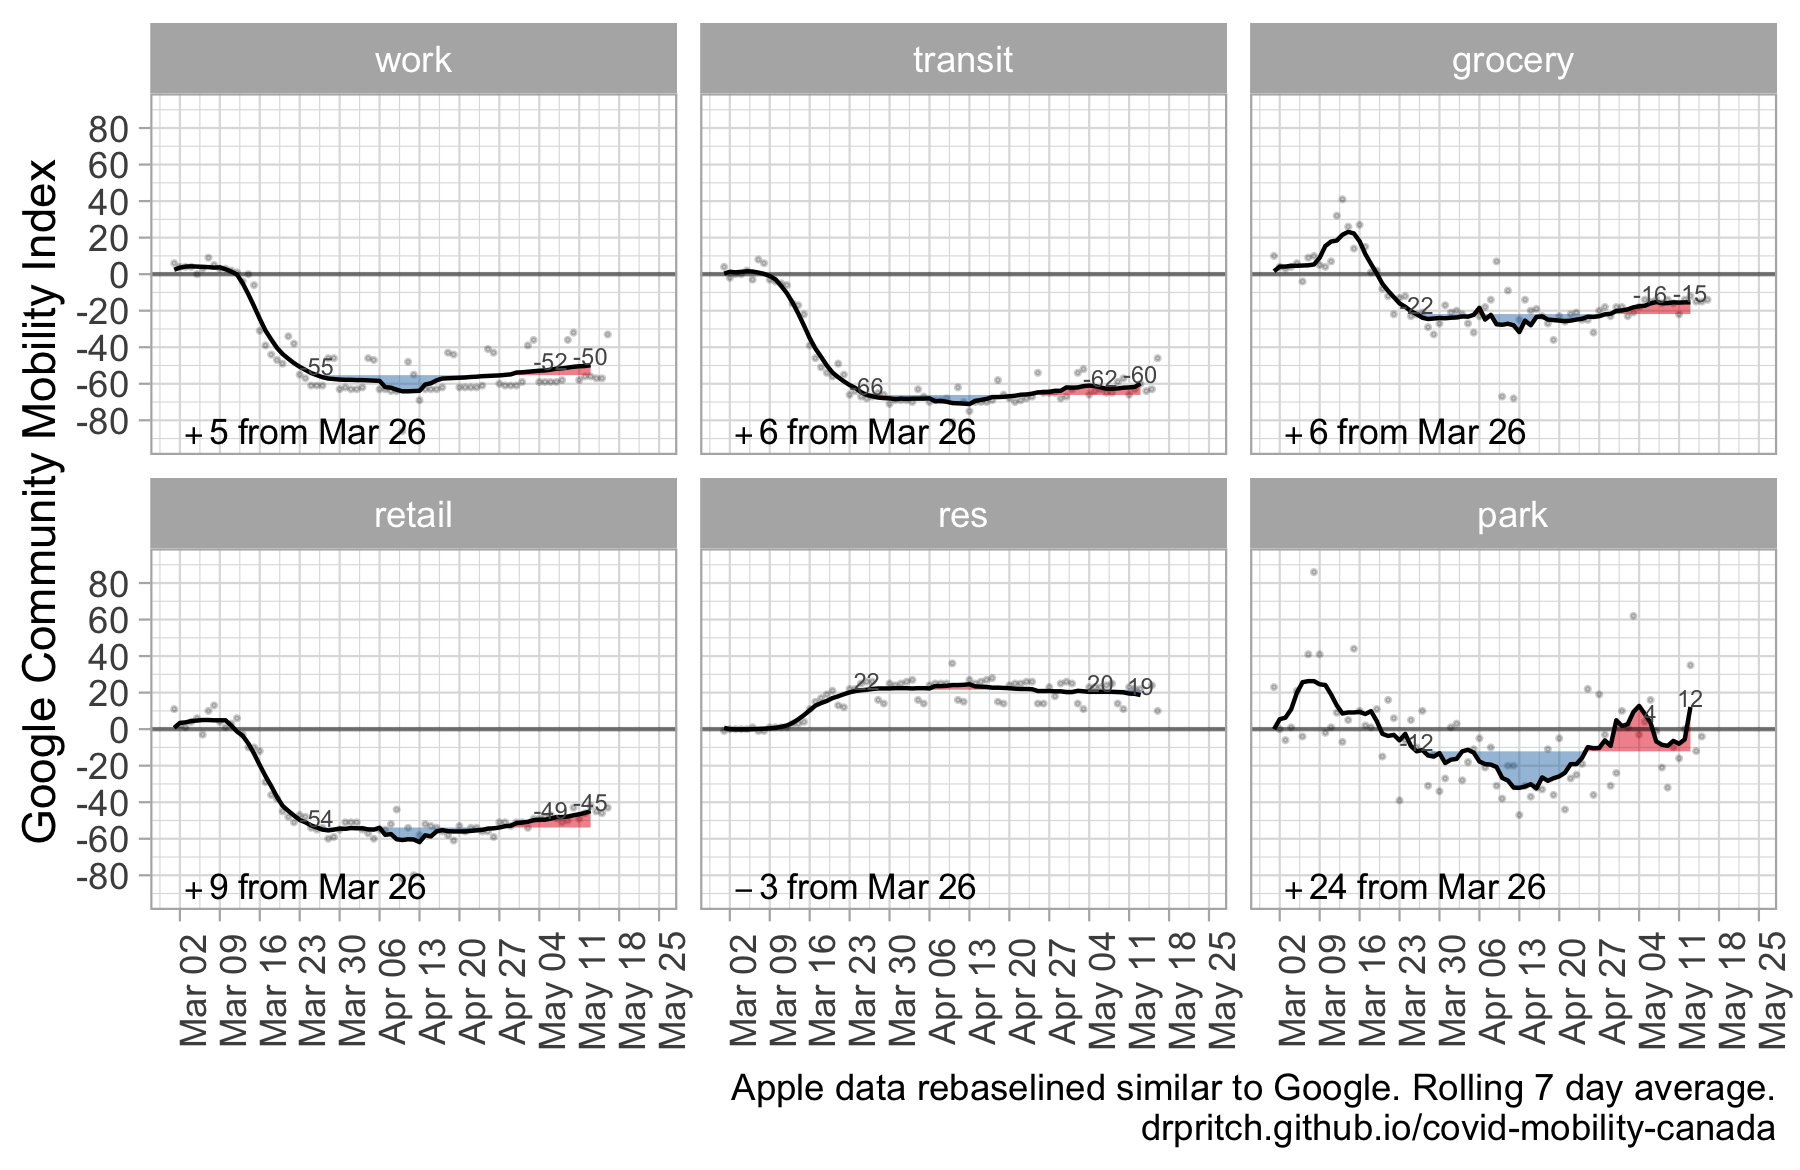 work
transit
grocery
Google Community Mobility Index
80
60
40
20
0
-20
-40
-60
-80
-55
-52
-50
+5 from Mar 26
-66
-62
-60
+6 from Mar 26
-22
-16
-15
+6 from Mar 26
retail
res
park
80
60
40
20
0
-20
-40
-60
-80
-54
-49
-45
+9 from Mar 26
22
20
19
−3 from Mar 26
-12
4
12
+24 from Mar 26
Mar 02
Mar 09
Mar 16
Mar 23
Mar 30
Apr 06
Apr 13
Apr 20
Apr 27
May 04
May 11
May 18
May 25
Mar 02
Mar 09
Mar 16
Mar 23
Mar 30
Apr 06
Apr 13
Apr 20
Apr 27
May 04
May 11
May 18
May 25
Mar 02
Mar 09
Mar 16
Mar 23
Mar 30
Apr 06
Apr 13
Apr 20
Apr 27
May 04
May 11
May 18
May 25
Apple data rebaselined similar to Google. Rolling 7 day average.
drpritch.github.io/covid-mobility-canada